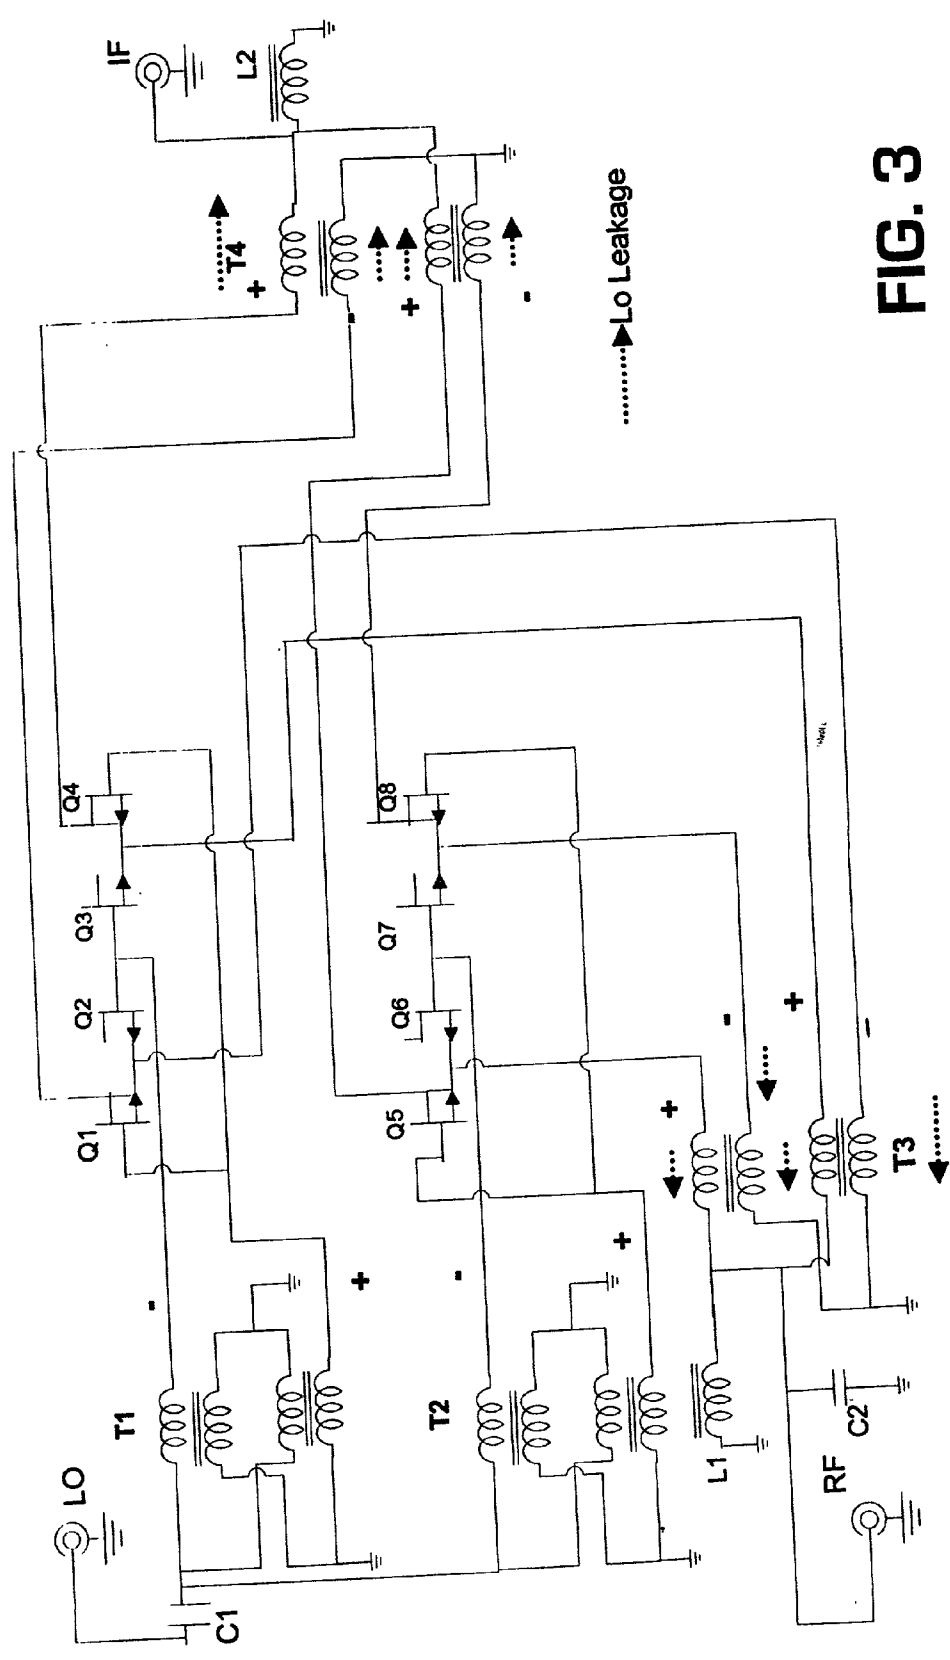 IF
L2
T4
+
-
+
-
Lo Leakage
FIG. 3
Q4
Q3
Q2
Q1
Q8
Q7
Q6
Q5
-
+
+
-
T3
-
+
-
+
T1
T2
LO
C1
L1
C2
RF